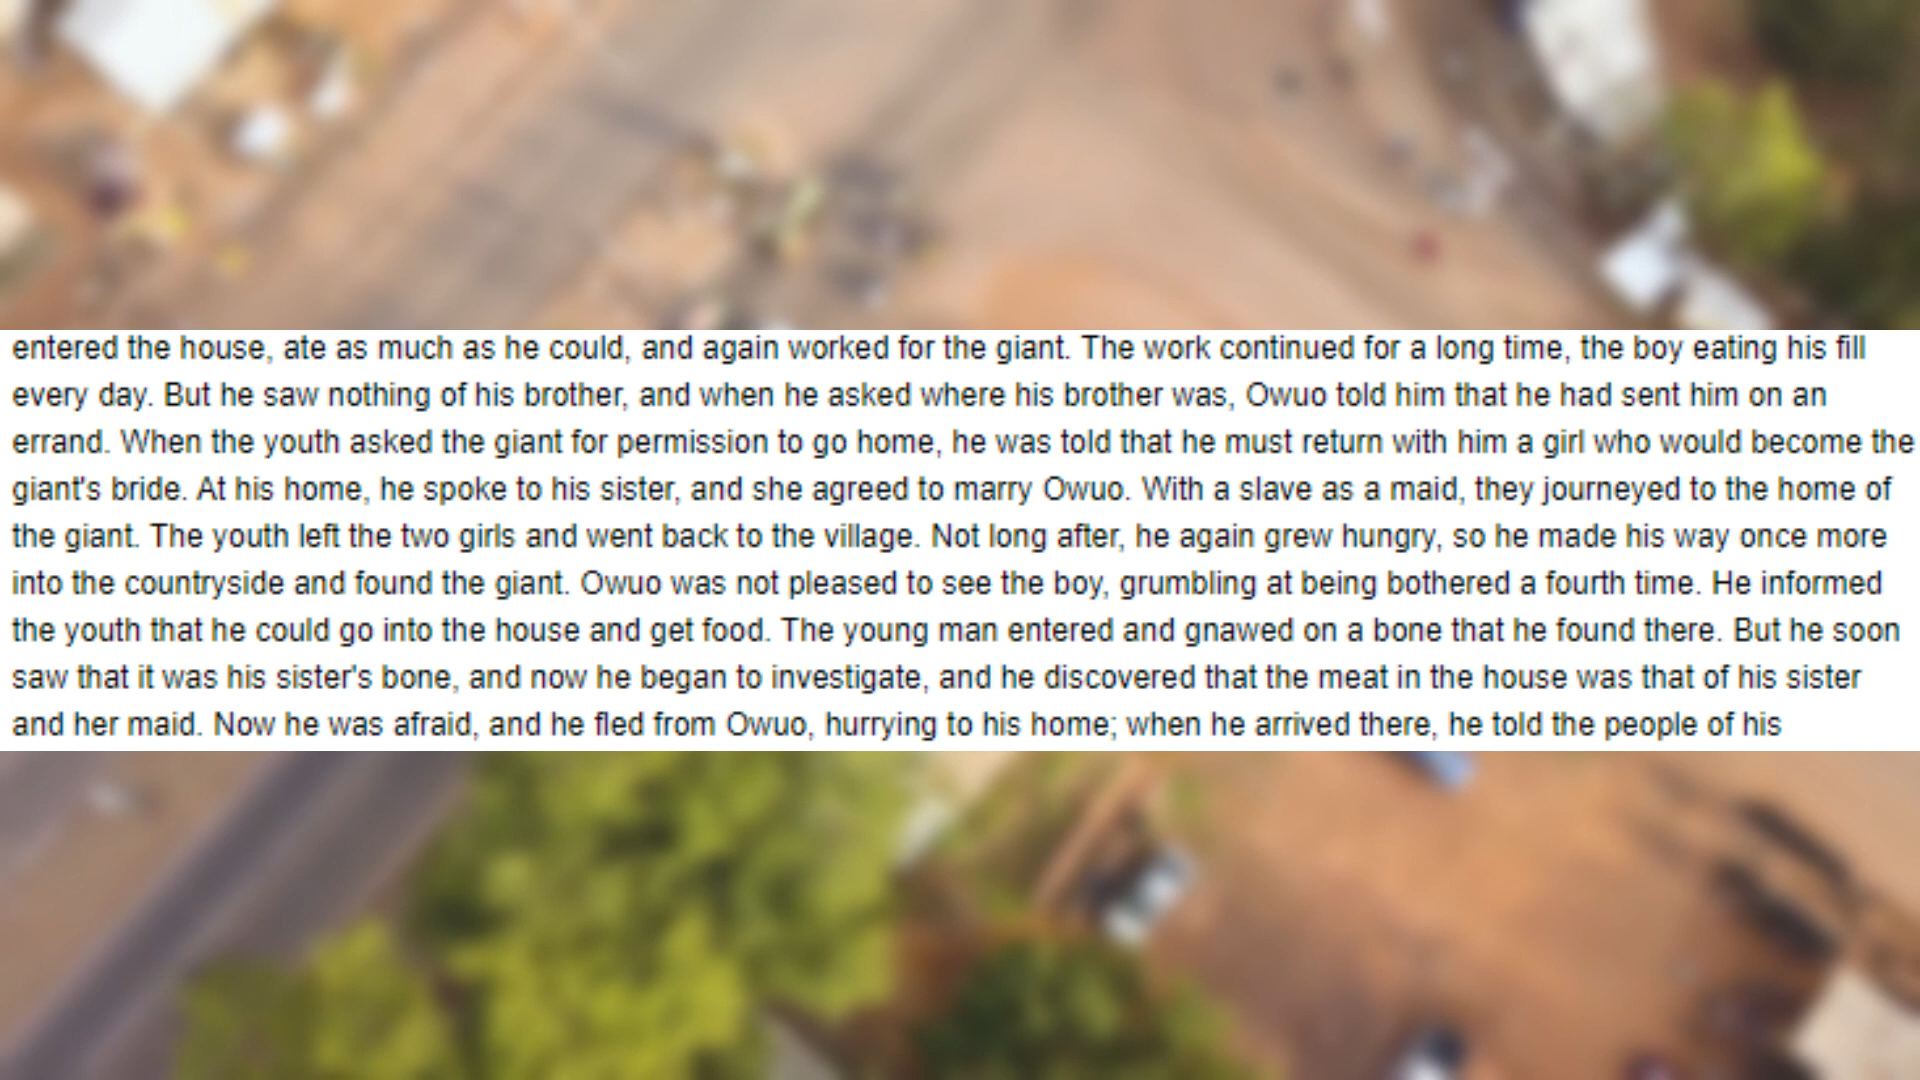 entered the house, ate as much as he could, and again worked for the giant. The work continued for a long time, the boy eating his fill
every day. But he saw nothing of his brother, and when he asked where his brother was, Owuo told him that he had sent him on an
errand. When the youth asked the giant for permission to go home, he was told that he must return with him a girl who would become the
giant's bride. At his home, he spoke to his sister, and she agreed to marry Owuo. With a slave as a maid, they journeyed to the home of
the giant. The youth left the two girls and went back to the village. Not long after, he again grew hungry, so he made his way once more
into the countryside and found the giant. Owuo was not pleased to see the boy, grumbling at being bothered a fourth time. He informed
the youth that he could go into the house and get food. The young man entered and gnawed on a bone that he found there. But he soon
saw that it was his sister's bone, and now he began to investigate, and he discovered that the meat in the house was that of his sister
and her maid. Now he was afraid, and he fled from Owuo, hurrying to his home; when he arrived there, he told the people of his